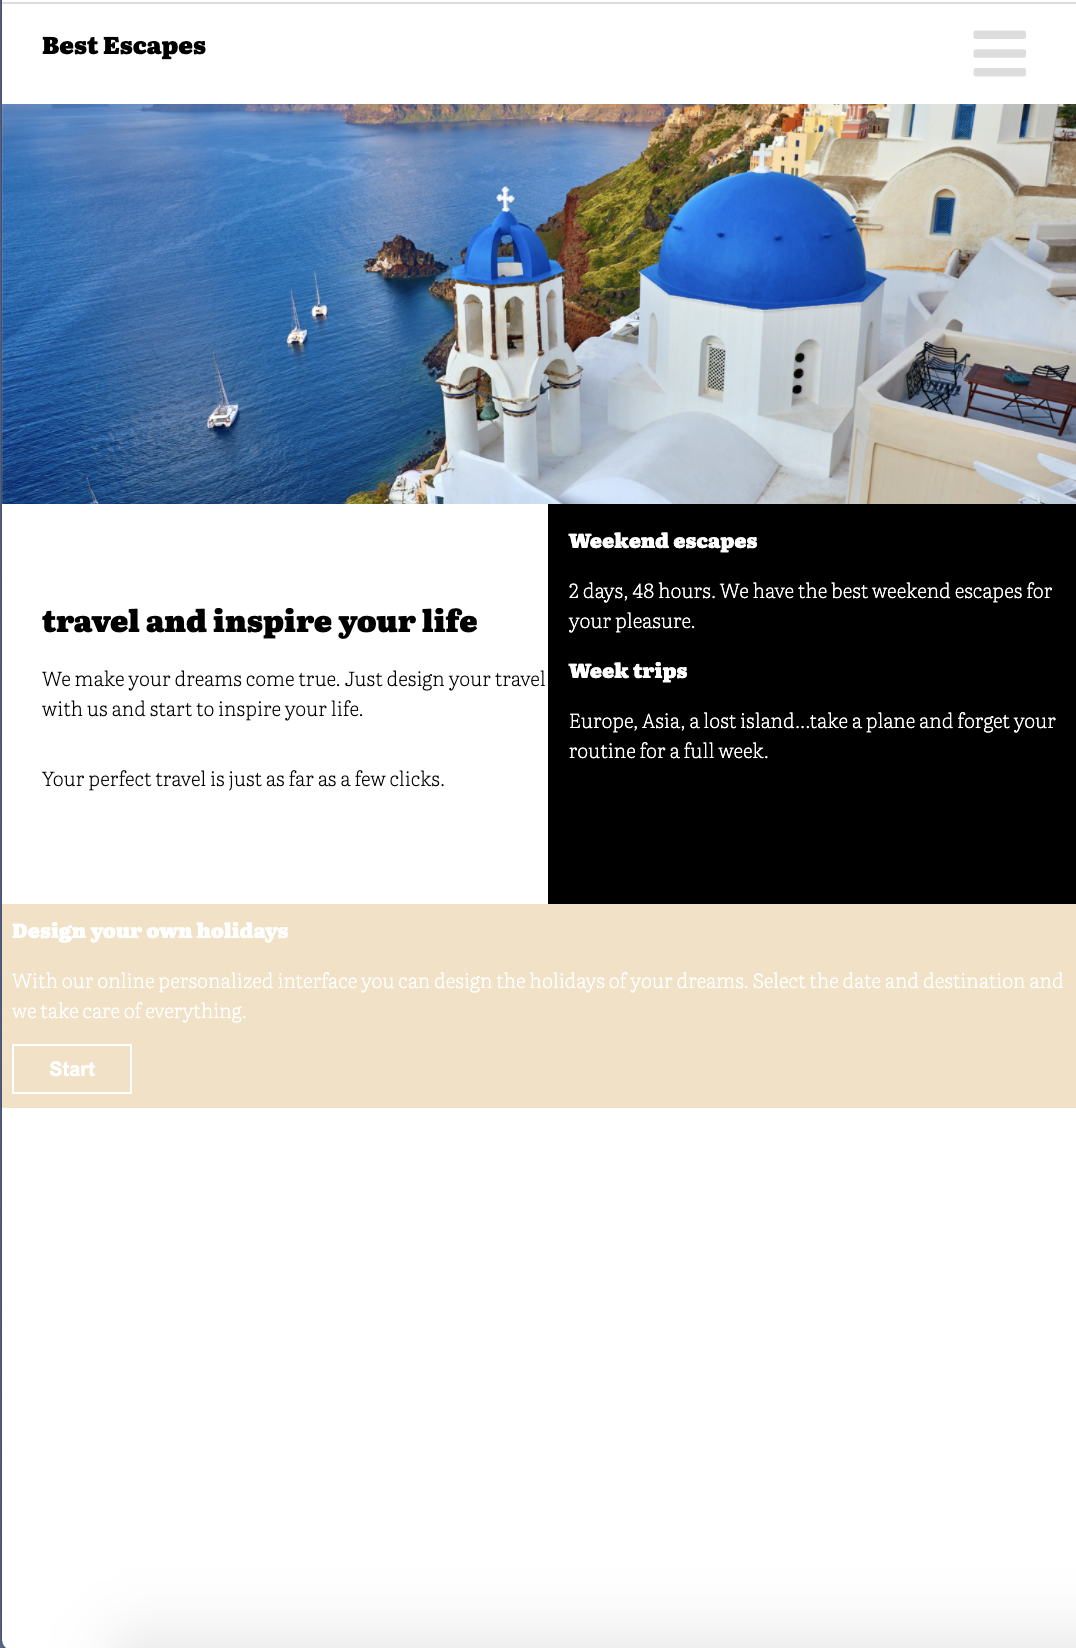 Best Escapes
travel and inspire your life
We make your dreams come true. Just design your travel
with us and start to inspire your life.
Your perfect travel is just as far as a few clicks.
Weekend escapes
2 days, 48 hours. We have the best weekend escapes for
your pleasure.
Week trips
Europe, Asia, a lost island...take a plane and forget your
routine for a full week.
Design your own holidays
With our online personalized interface you can design the holidays of your dreams. Select the date and destination and
we take care of everything.
Start